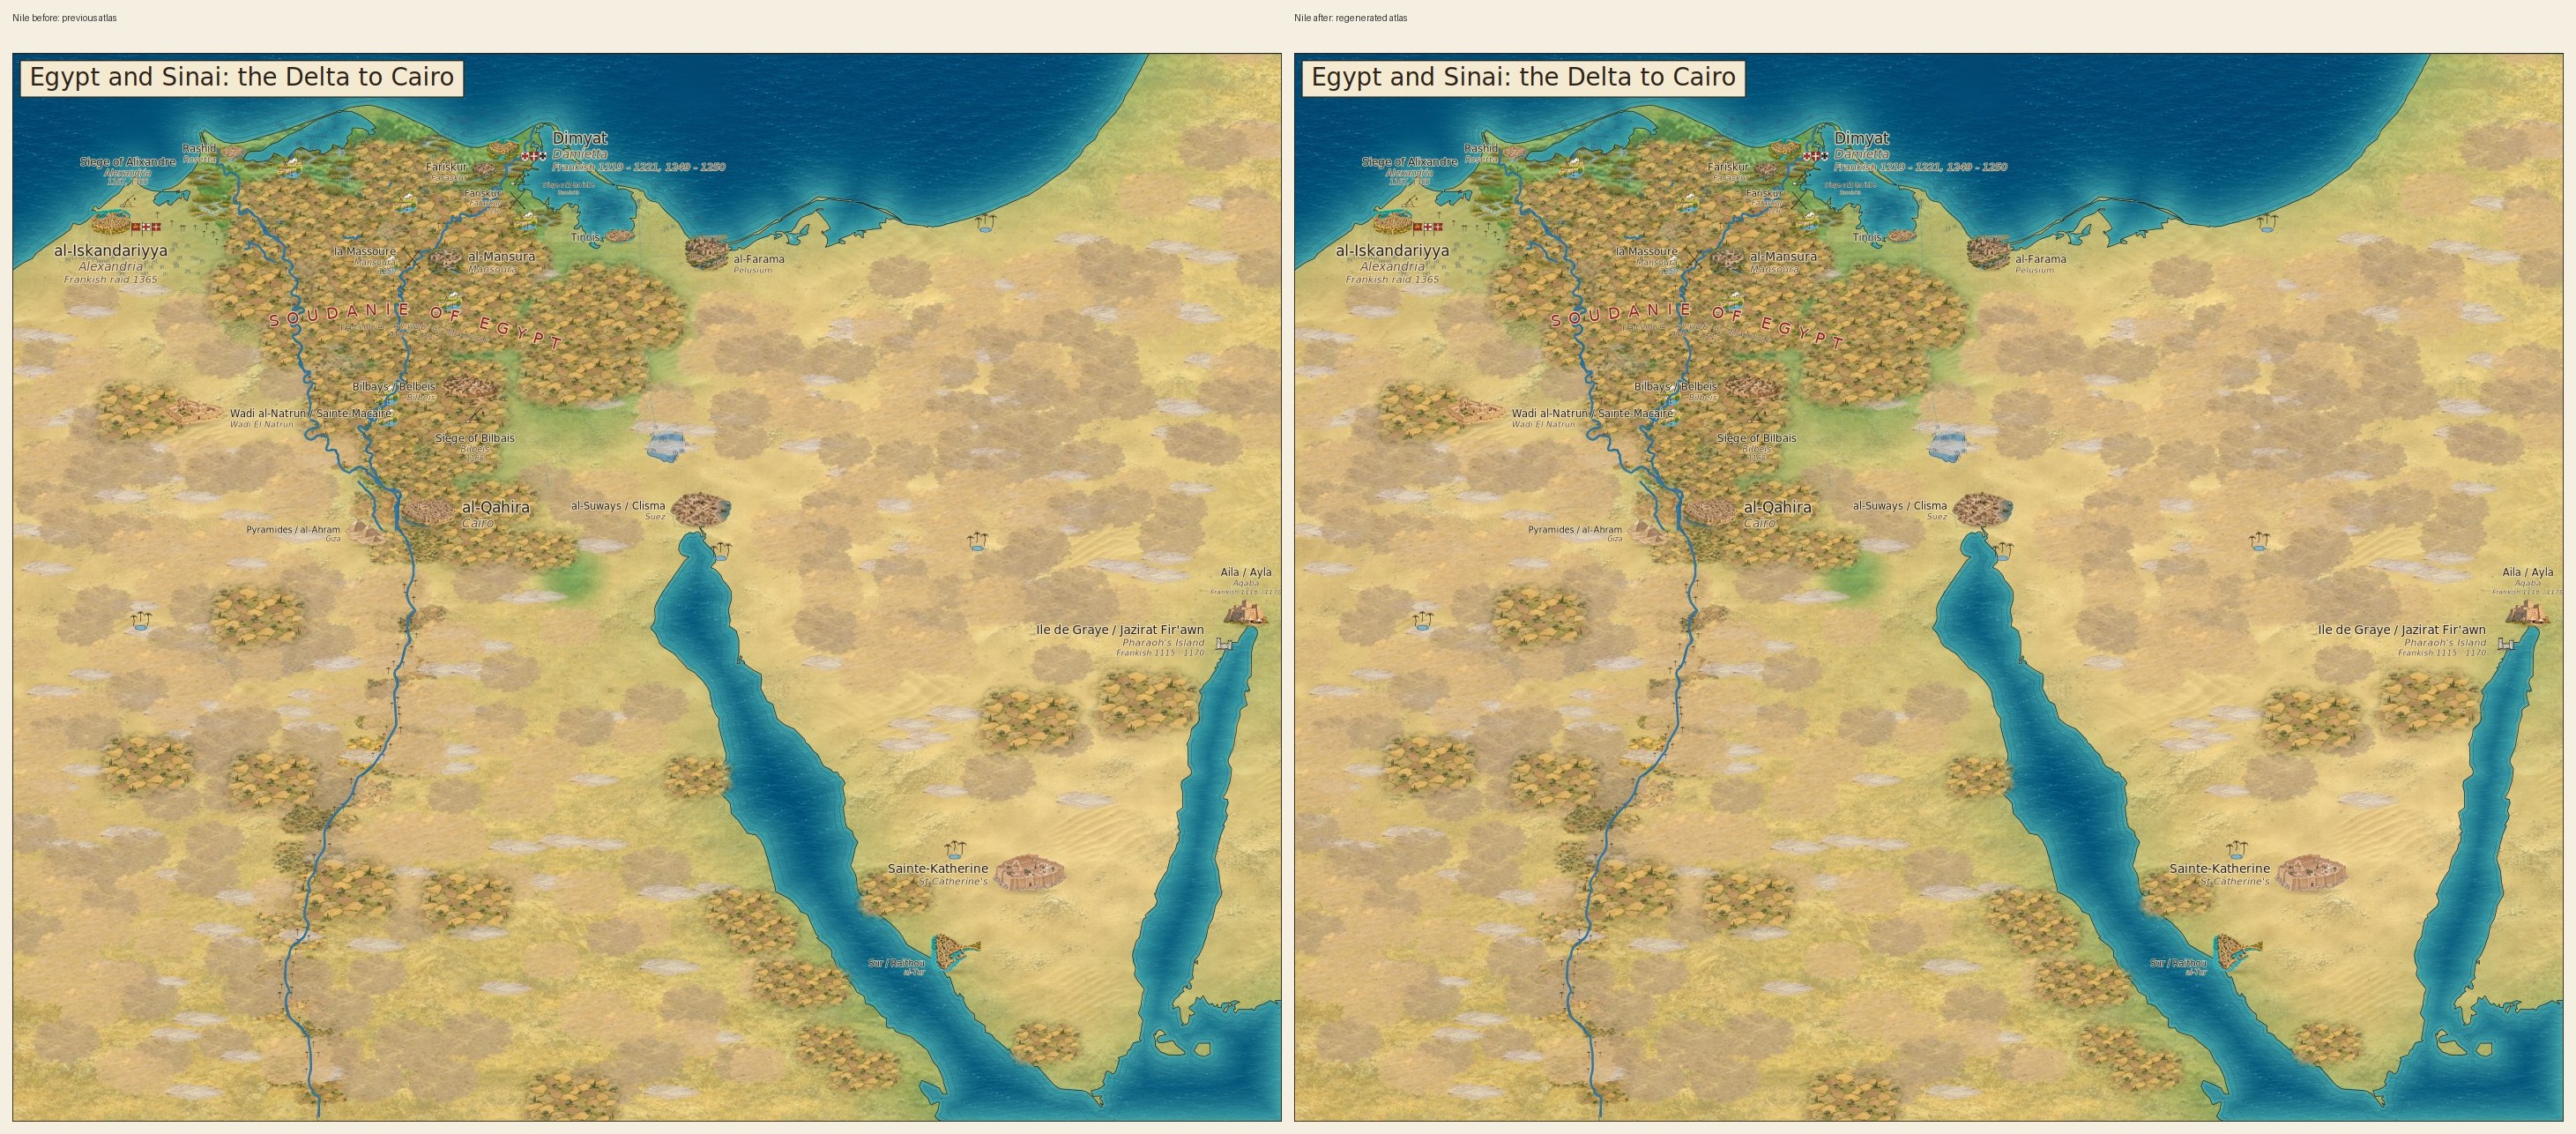 Nile before: previous atlas
Egypt and Sinai: the Delta to Cairo
Dimyat
Damietta
Frankish 1219 - 1221, 1249 - 1250
Rashid
Rosetta
Siege of Alixandre
Alexandria
Fariskur
Faraskur
Fariskur
Tinnis
al-Iskandariyya
Alexandria
Frankish raid 1365
la Massoure
Mansoura
al-Mansura
Mansoura
al-Farama
Pelusium
SOUDANIE OF EGYPT
Bilbays / Belbeis
Bilbeis
Wadi al-Natrun / Sainte-Macaire
Wadi El Natrun
Siege of Bilbais
Bilbeis
al-Qahira
Cairo
al-Suways / Clisma
Suez
Pyramides / al-Ahram
Giza
Aila / Ayla
Aqaba
Ile de Graye / Jazirat Fir'awn
Pharaoh's Island
Frankish 1115 - 1170
Sainte-Katherine
St Catherine's
Sur / Raithou
al-Tur
Nile after: regenerated atlas
Egypt and Sinai: the Delta to Cairo
Dimyat
Damietta
Frankish 1219 - 1221, 1249 - 1250
Rashid
Rosetta
Siege of Alixandre
Alexandria
Fariskur
Faraskur
Fariskur
Tinnis
al-Iskandariyya
Alexandria
Frankish raid 1365
la Massoure
Mansoura
al-Mansura
Mansoura
al-Farama
Pelusium
SOUDANIE OF EGYPT
Bilbays / Belbeis
Bilbeis
Wadi al-Natrun / Sainte-Macaire
Wadi El Natrun
Siege of Bilbais
Bilbeis
al-Qahira
Cairo
al-Suways / Clisma
Suez
Pyramides / al-Ahram
Giza
Aila / Ayla
Aqaba
Ile de Graye / Jazirat Fir'awn
Pharaoh's Island
Frankish 1115 - 1170
Sainte-Katherine
St Catherine's
Sur / Raithou
al-Tur